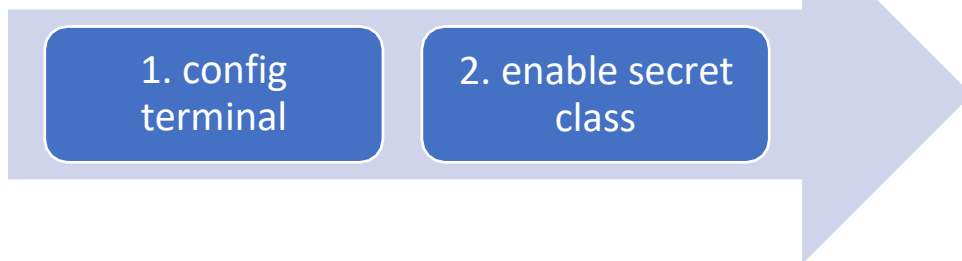 1. config
terminal
2. enable secret
class